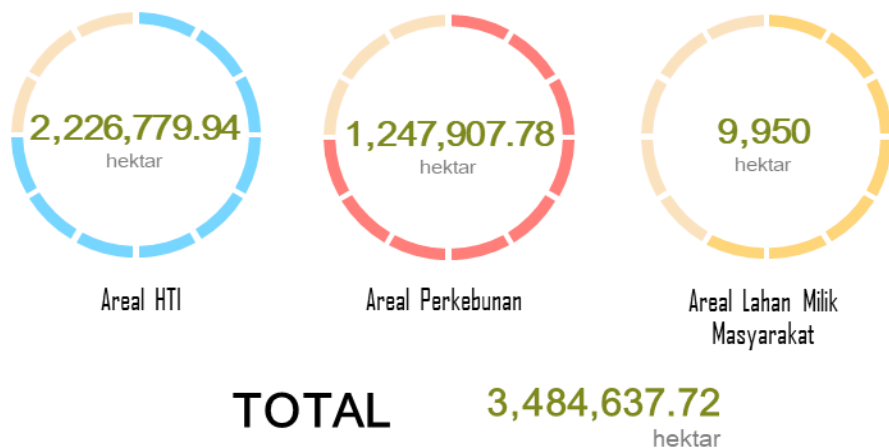 2,226,779.94
hektar
Areal HTI
1,247,907.78
hektar
Areal Perkebunan
9,950
hektar
Areal Lahan Milik
Masyarakat
TOTAL
3,484,637.72
hektar